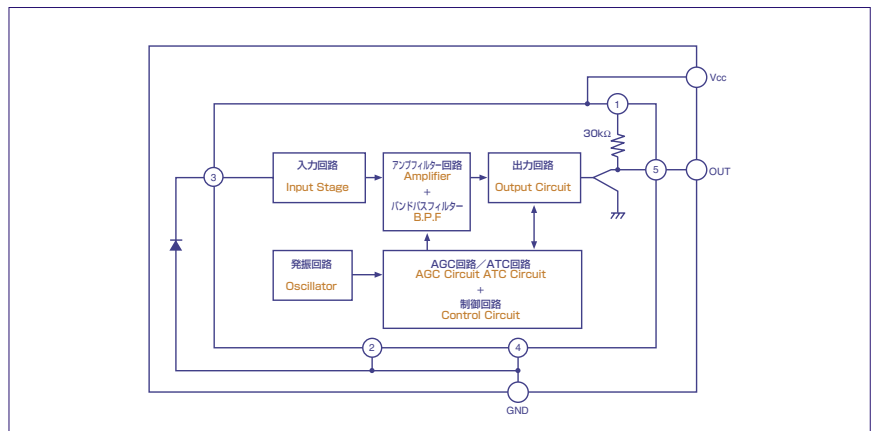 Vcc
1
30kΩ
入力回路
Input Stage
アンプフィルター回路
Amplifier
+
バンドパスフィルター
B.P.F
出力回路
Output Circuit
3
5
OUT
発振回路
Oscillator
AGC回路／ATC回路
AGC Circuit ATC Circuit
+
制御回路
Control Circuit
2
4
GND